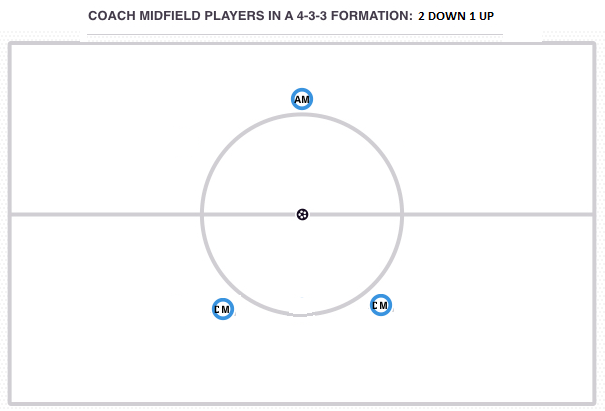 COACH MIDFIELD PLAYERS IN A 4-3-3 FORMATION: 2 DOWN 1 UP
AM
CM
CM